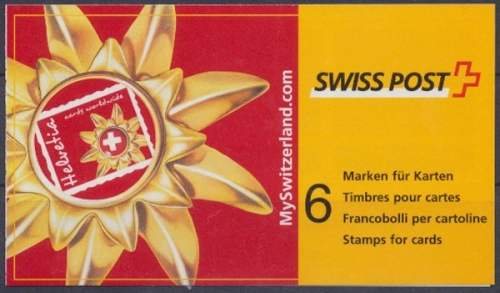 Helvetia
cards worldwide
MySwitzerland.com
SWISS POST
6
Marken für Karten
Timbres pour cartes
Francobolli per cartoline
Stamps for cards